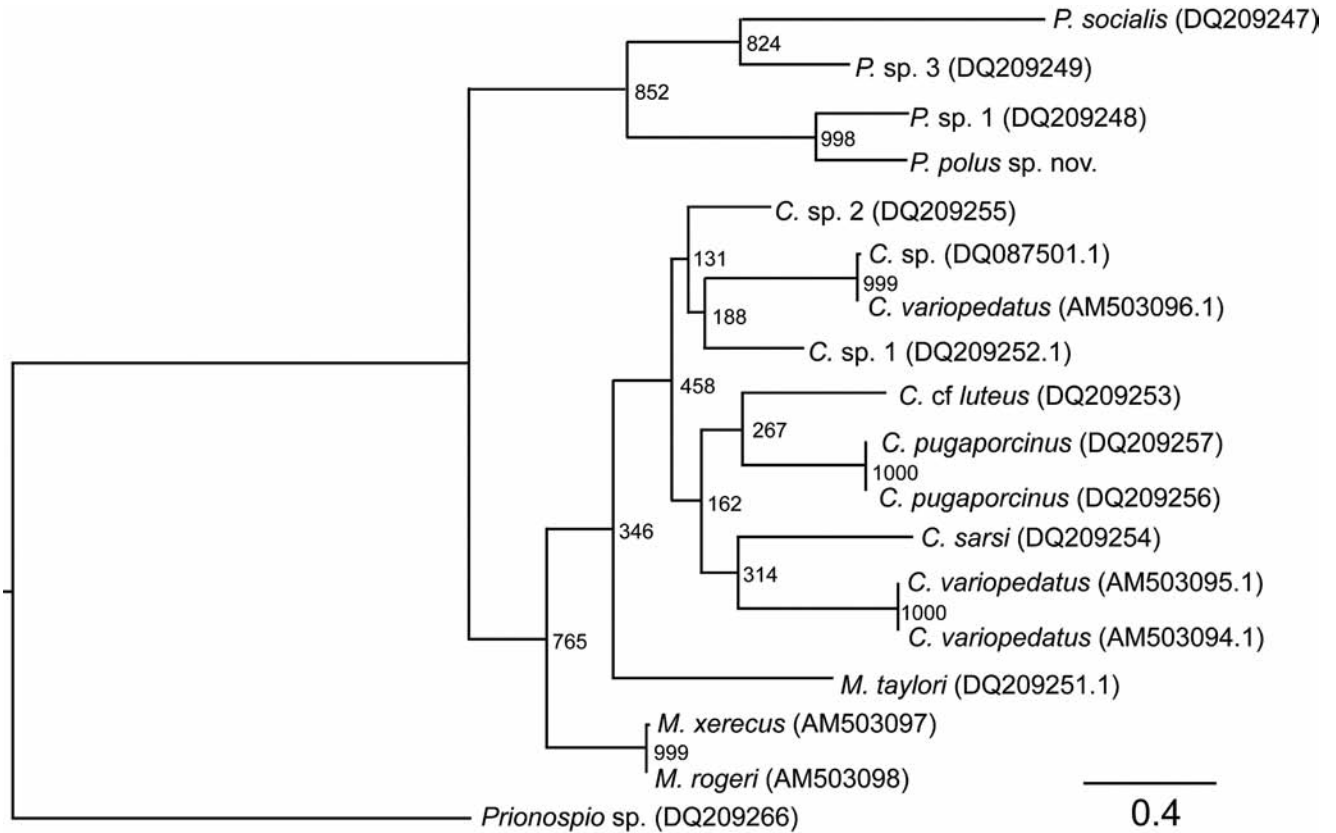 P. socialis (DQ209247)
824
P. sp. 3 (DQ209249)
852
P. sp. 1 (DQ209248)
998
P. polus sp. nov.
C. sp. 2 (DQ209255)
131
C. sp. (DQ087501.1)
999
C. variopedatus (AM503096.1)
188
C. sp. 1 (DQ209252.1)
458
C. cf luteus (DQ209253)
267
C. pugaporcinus (DQ209257)
1000
C. pugaporcinus (DQ209256)
162
346
C. sarsi (DQ209254)
314
C. variopedatus (AM503095.1)
1000
C. variopedatus (AM503094.1)
765
M. taylori (DQ209251.1)
M. xerecus (AM503097)
999
M. rogeri (AM503098)
0.4
Prionospio sp. (DQ209266)